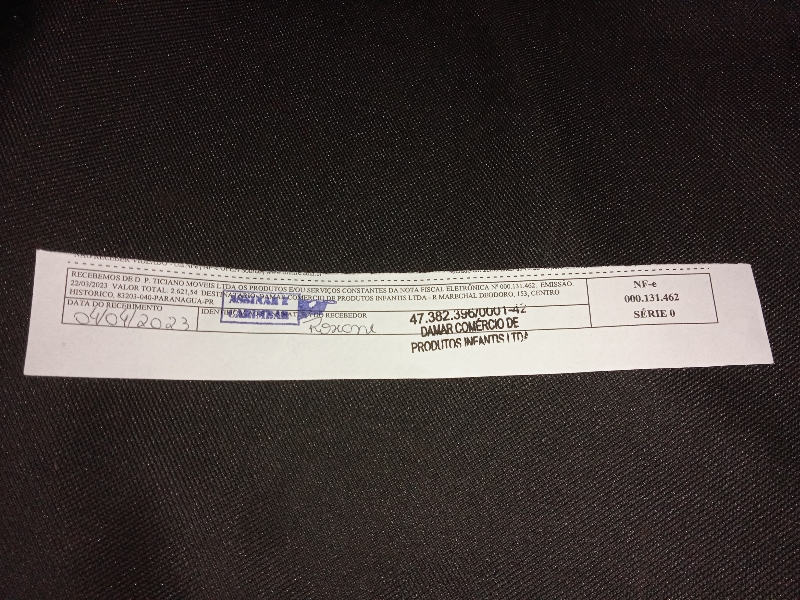 RECEBEMOS DE D. P. TICIANO MOVEIS LTDA OS PRODUTOS E/OU SERVIÇOS CONSTANTES DA NOTA FISCAL ELETRÔNICA Nº 000.131.462. EMISSÃO:
22/03/2023 VALOR TOTAL: 2.621,54 DESTINATÁRIO: DAMAR COMERCIO DE PRODUTOS INFANTIS LTDA - R MARECHAL DEODORO, 153, CENTRO
HISTORICO, 83203-040-PARANAGUA-PR
DATA DO RECEBIMENTO
04/04/2023
DO RECEBEDOR
ASSINAR E
CARIMBAR
47.382.396/0001-42
DAMAR COMÉRCIO DE
PRODUTOS INFANTIS LTDA
NF-e
000.131.462
SÉRIE 0